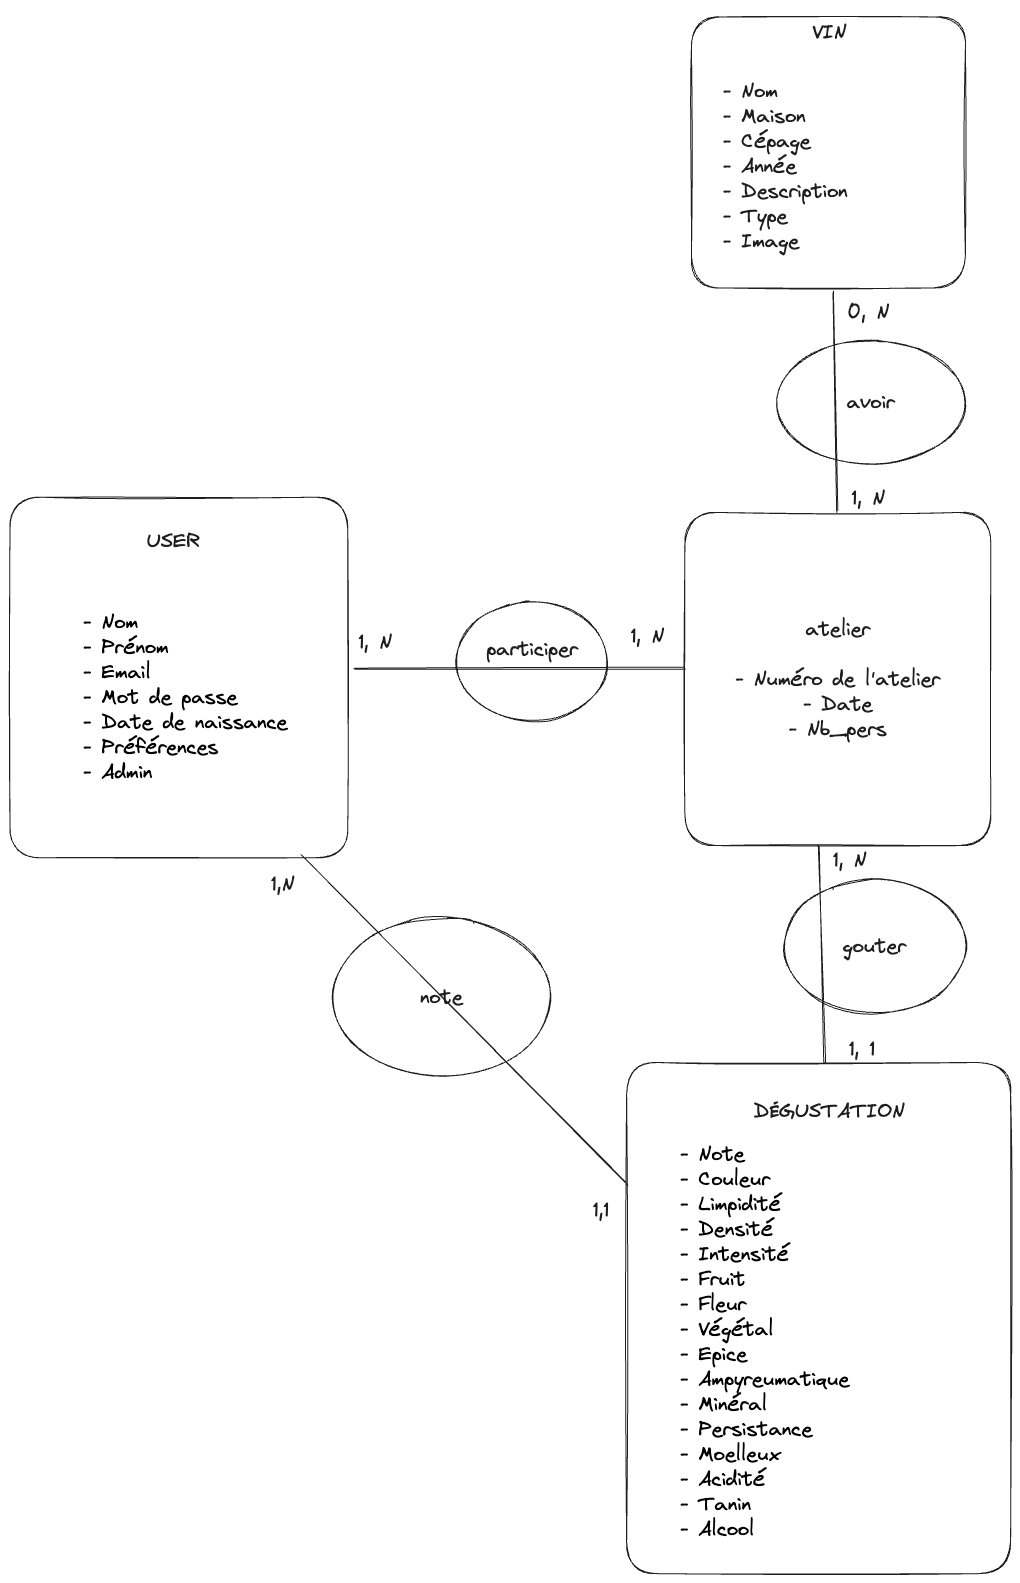 VIN
- Nom
- Maison
- Cépage
- Année
- Description
- Type
- Image
0, N
avoir
1, N
USER
- Nom
- Prénom
- Email
- Mot de passe
- Date de naissance
- Préférences
- Admin
1, N
participer
1, N
atelier
- Numéro de l'atelier
- Date
- Nb_pers
1, N
gouter
1, 1
1,N
note
1,1
DÉGUSTATION
- Note
- Couleur
- Limpidité
- Densité
- Intensité
- Fruit
- Fleur
- Végétal
- Epice
- Ampyreumatique
- Minéral
- Persistance
- Moelleux
- Acidité
- Tanin
- Alcool